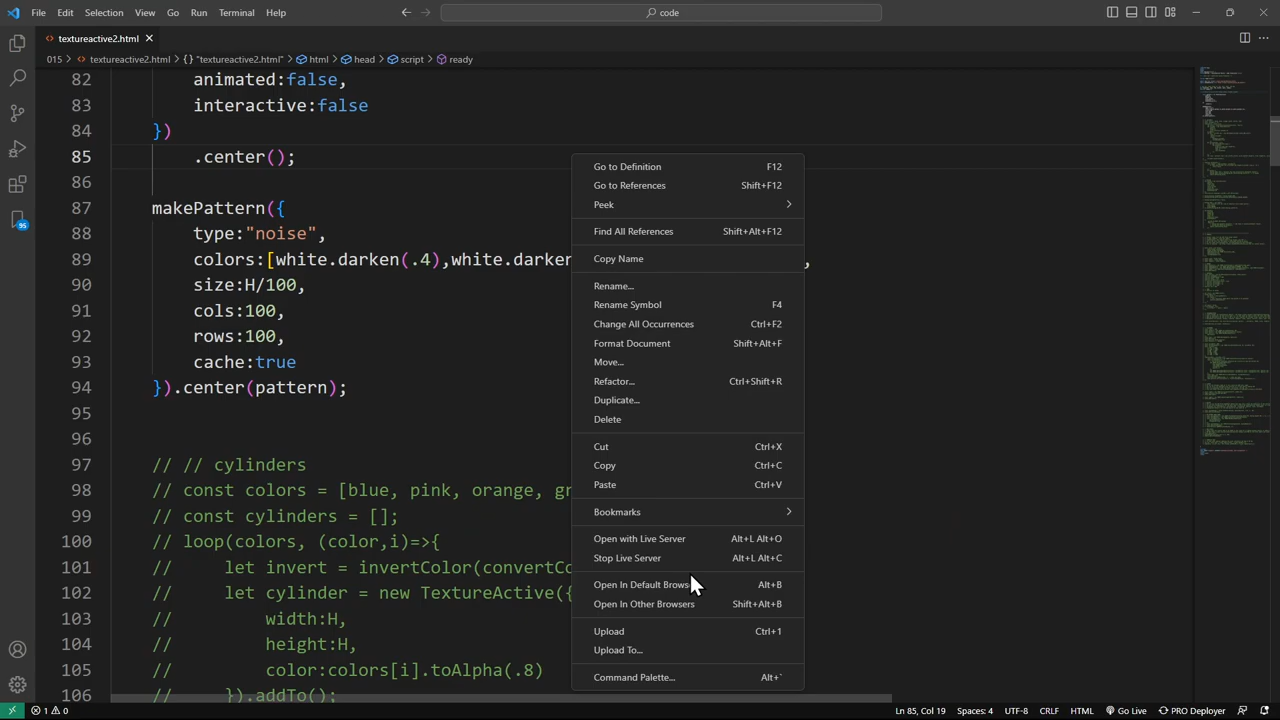 File Edit Selection View Go Run Terminal Help code
textureactive2.html
015 > textureactive2.html > {} "textureactive2.html" > html > head > script > ready
82 animated:false,
83 interactive:false
84 })
85 .center();
86
87 makePattern({
88 type:"noise",
89 colors:[white.darken(.4),white.darken ,
90 size:H/100,
91 cols:100,
92 rows:100,
93 cache:true
94 }).center(pattern);
95
96
97 // // cylinders
98 // const colors = [blue, pink, orange, gr
99 // const cylinders = [];
100 // loop(colors, (color,i)=>{
101 // let invert = invertColor(convertCo
102 // let cylinder = new TextureActive({
103 // width:H,
104 // height:H,
105 // color:colors[i].toAlpha(.8)
106 // }).addTo();
Go to Definition F12
Go to References Shift+F12
Peek >
Find All References Shift+Alt+F12
Copy Name
Rename...
Rename Symbol F4
Change All Occurrences Ctrl+F2
Format Document Shift+Alt+F
Move...
Refactor... Ctrl+Shift+R
Duplicate...
Delete
Cut Ctrl+X
Copy Ctrl+C
Paste Ctrl+V
Bookmarks >
Open with Live Server Alt+L Alt+O
Stop Live Server Alt+L Alt+C
Open In Default Brows Alt+B
Open In Other Browsers Shift+Alt+B
Upload Ctrl+1
Upload To...
Command Palette... Alt+`
95
1 0 Ln 85, Col 19 Spaces: 4 UTF-8 CRLF HTML Go Live PRO Deployer